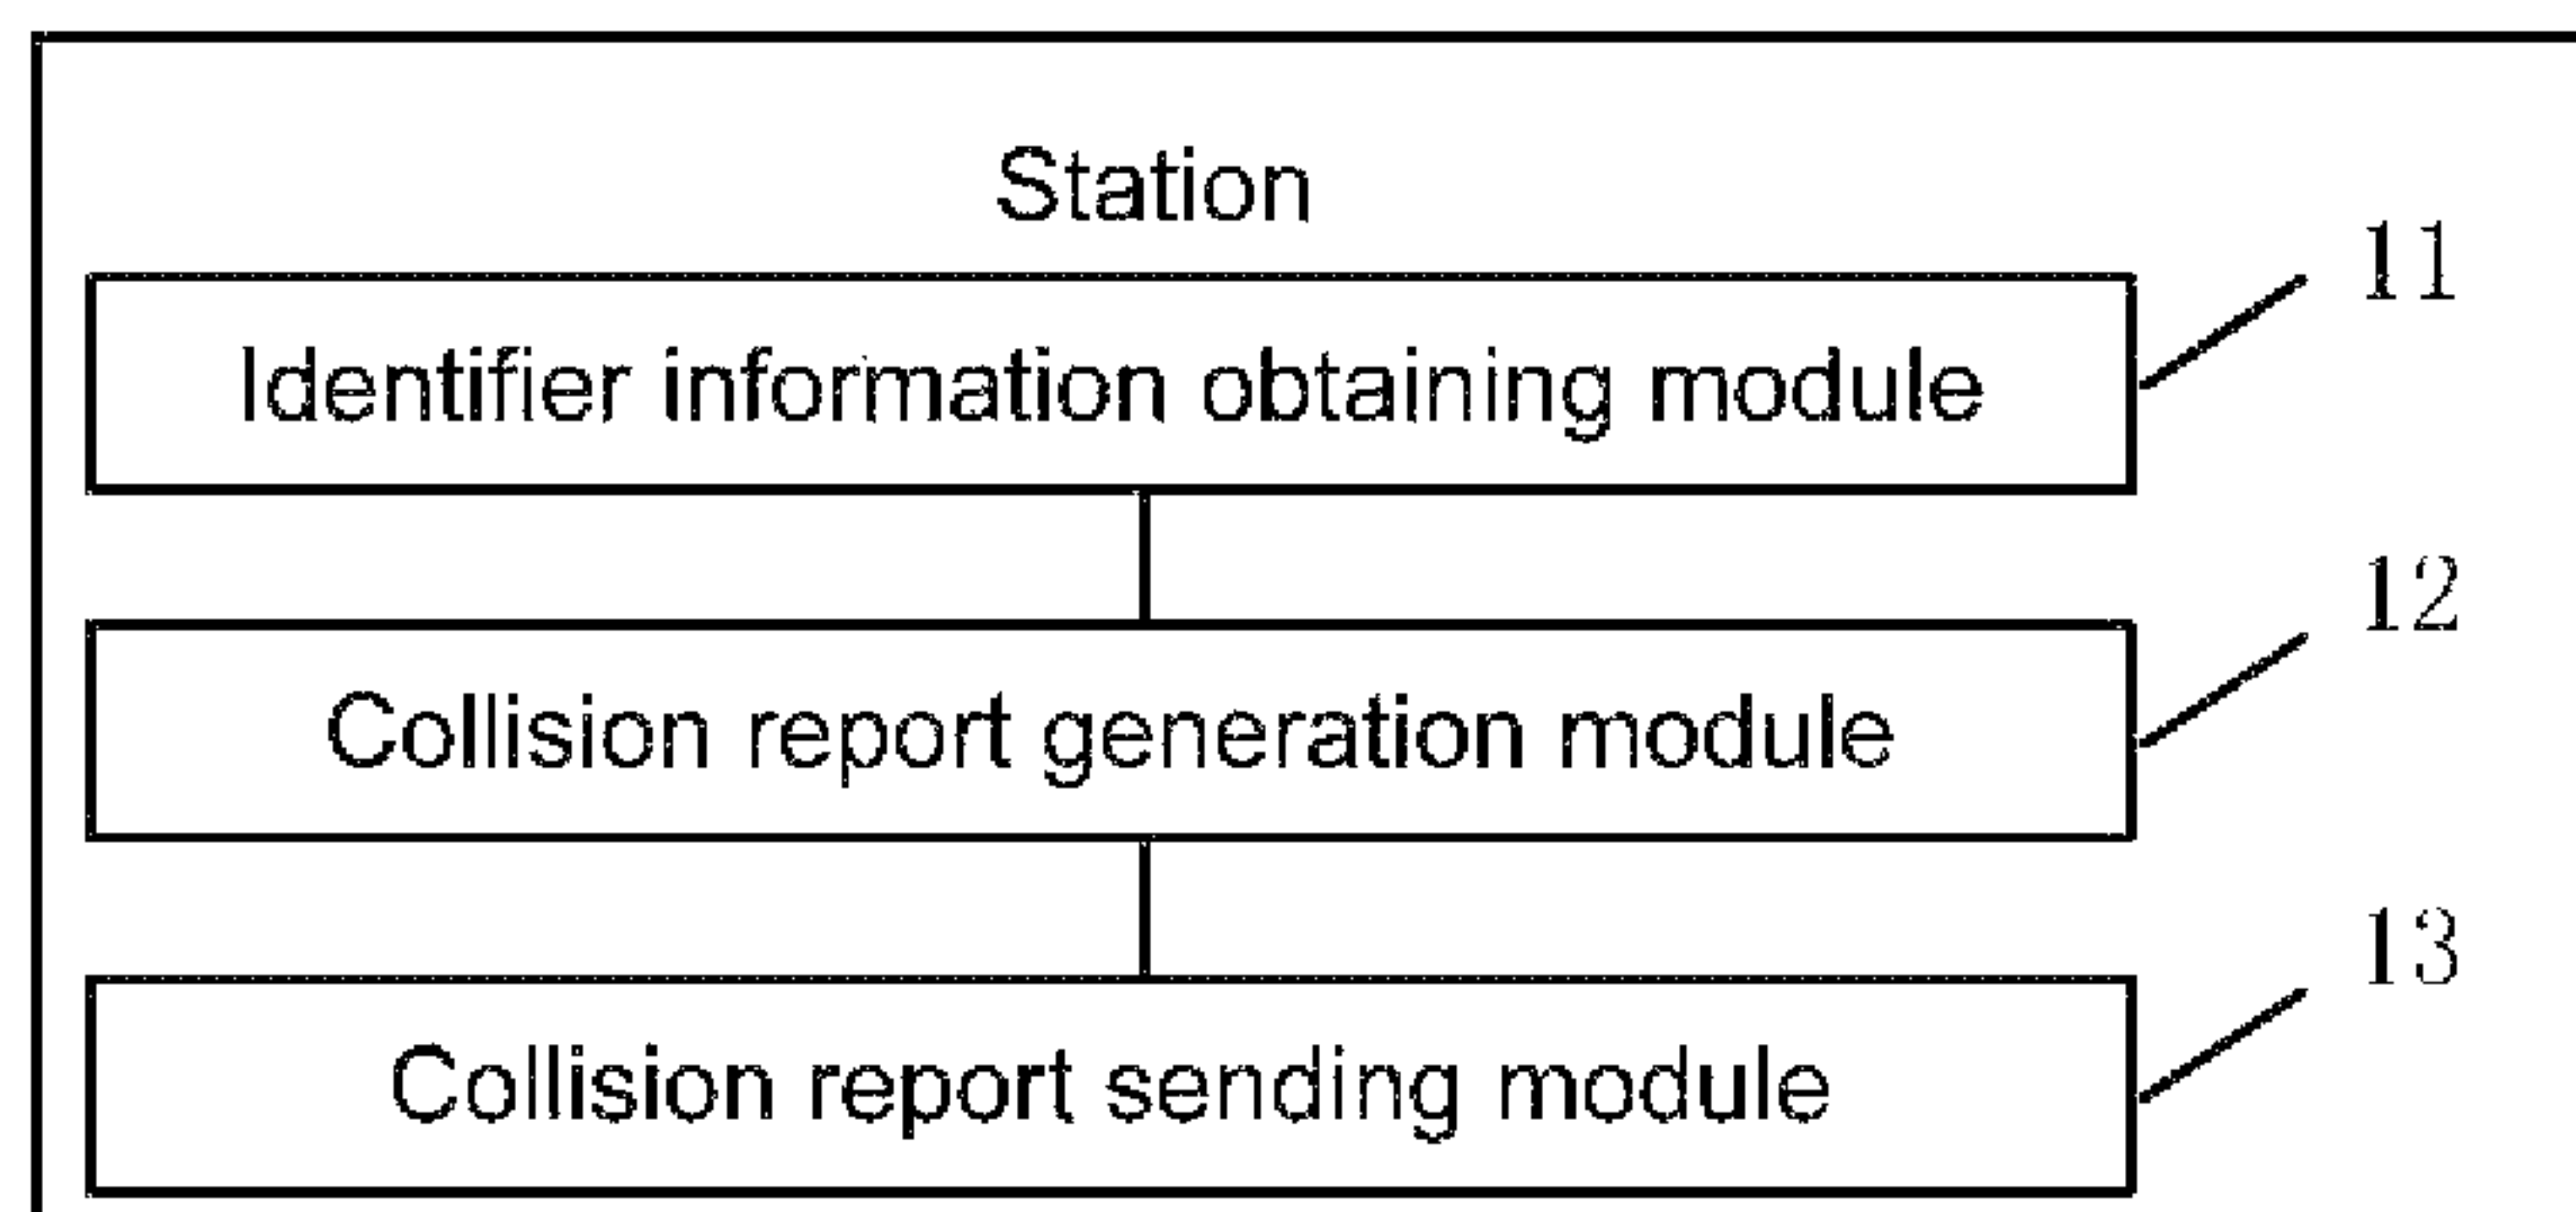 Station
11
Identifier information obtaining module
12
Collision report generation module
13
Collision report sending module